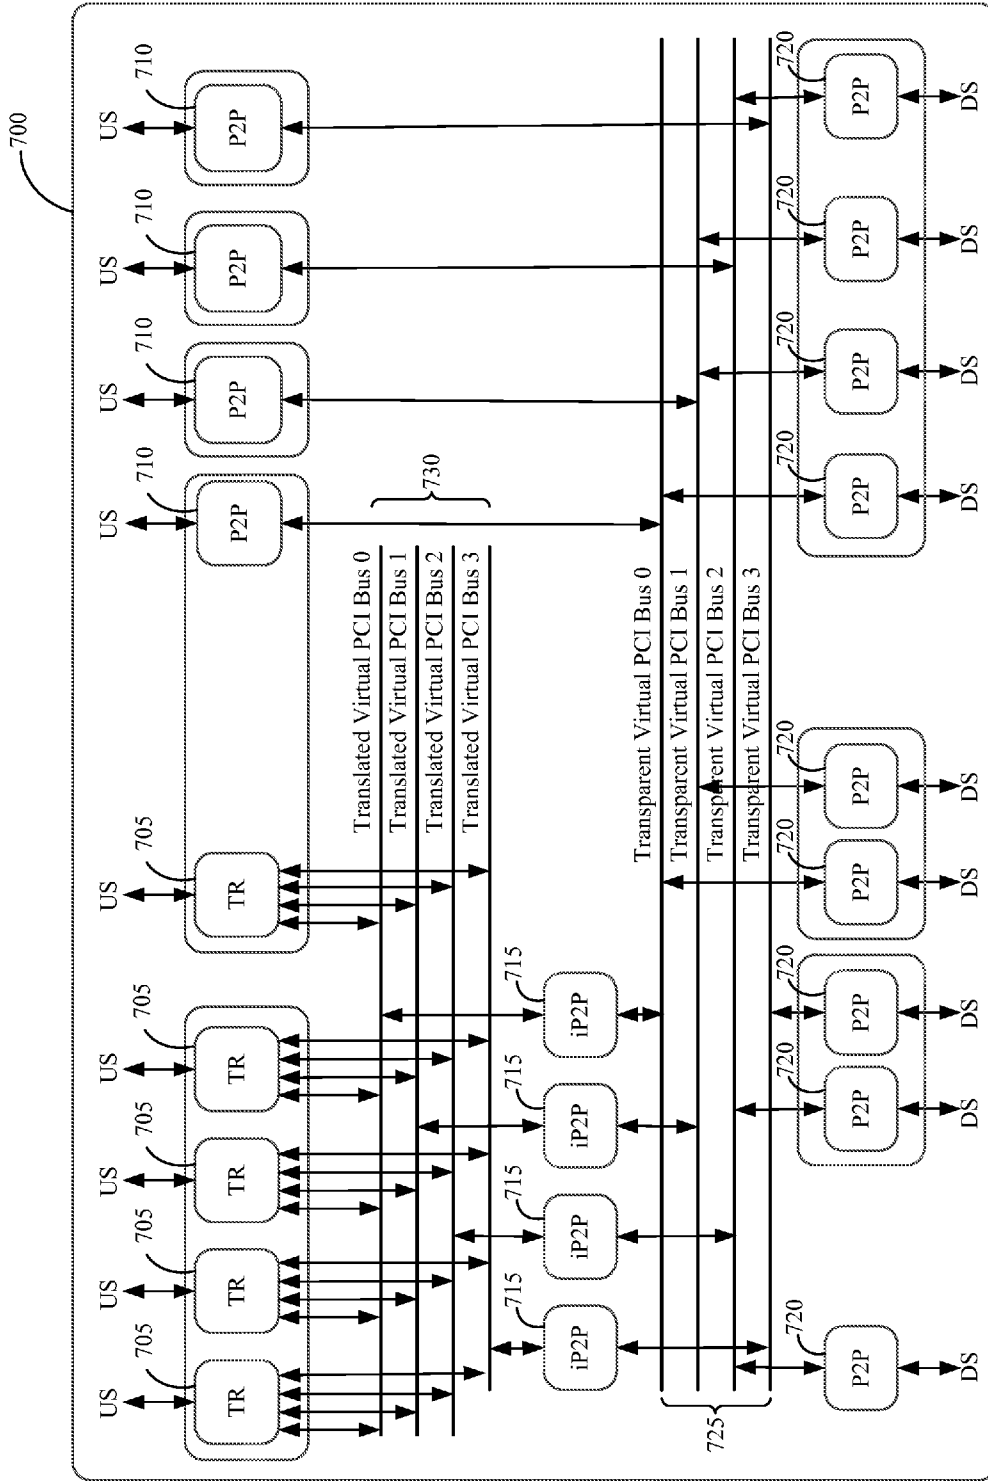 700
US US US US US US US US US
705 705 705 705 705 710 710 710 710
TR TR TR TR TR P2P P2P P2P P2P
Translated Virtual PCI Bus 0
Translated Virtual PCI Bus 1
Translated Virtual PCI Bus 2
730
Translated Virtual PCI Bus 3
715 715 715 715
iP2P iP2P iP2P iP2P
Transparent Virtual PCI Bus 0
Transparent Virtual PCI Bus 1
725
Transparent Virtual PCI Bus 2
Transparent Virtual PCI Bus 3
720 720 720 720 720 720 720 720 720
P2P P2P P2P P2P P2P P2P P2P P2P P2P
DS DS DS DS DS DS DS DS DS